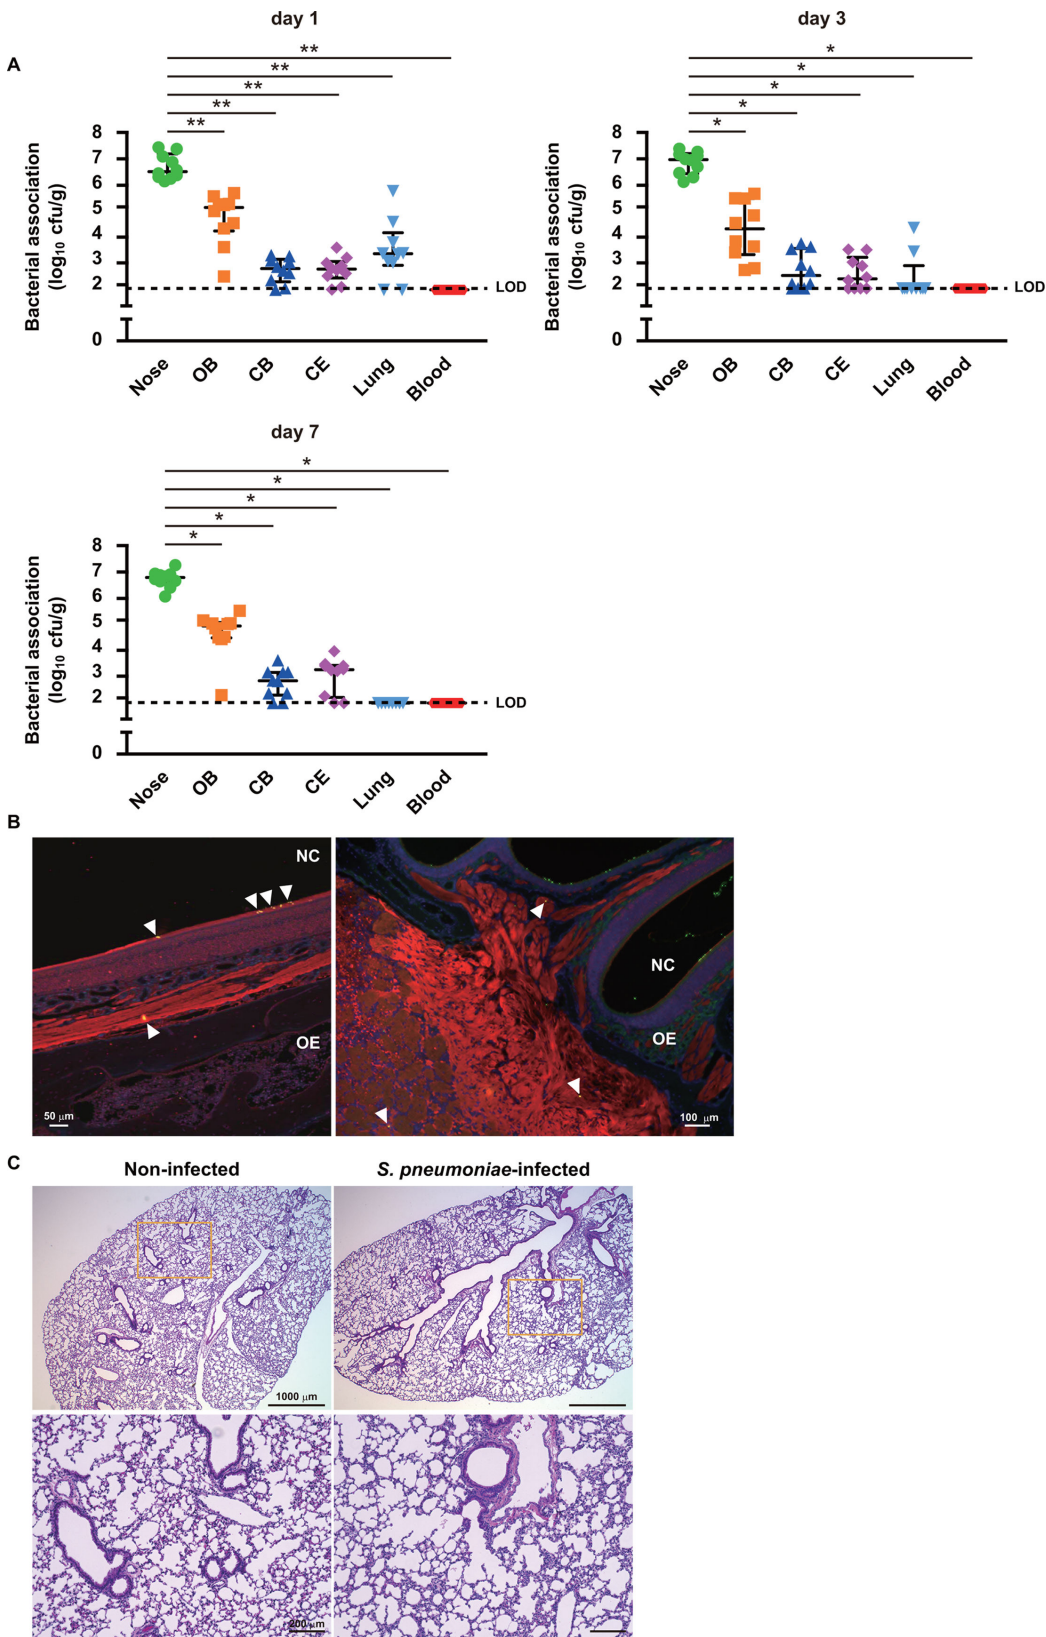 day 1
day 3
A
**
**
**
**
**
*
*
*
*
*
Bacterial association
(log10 cfu/g)
8
7
6
5
4
3
2
0
LOD
Nose
OB
CB
CE
Lung
Blood
Bacterial association
(log10 cfu/g)
8
7
6
5
4
3
2
0
LOD
Nose
OB
CB
CE
Lung
Blood
day 7
*
*
*
*
*
Bacterial association
(log10 cfu/g)
8
7
6
5
4
3
2
0
LOD
Nose
OB
CB
CE
Lung
Blood
B
NC
OE
50 μm
NC
OE
100 μm
C
Non-infected
S. pneumoniae-infected
1000 μm
200 μm